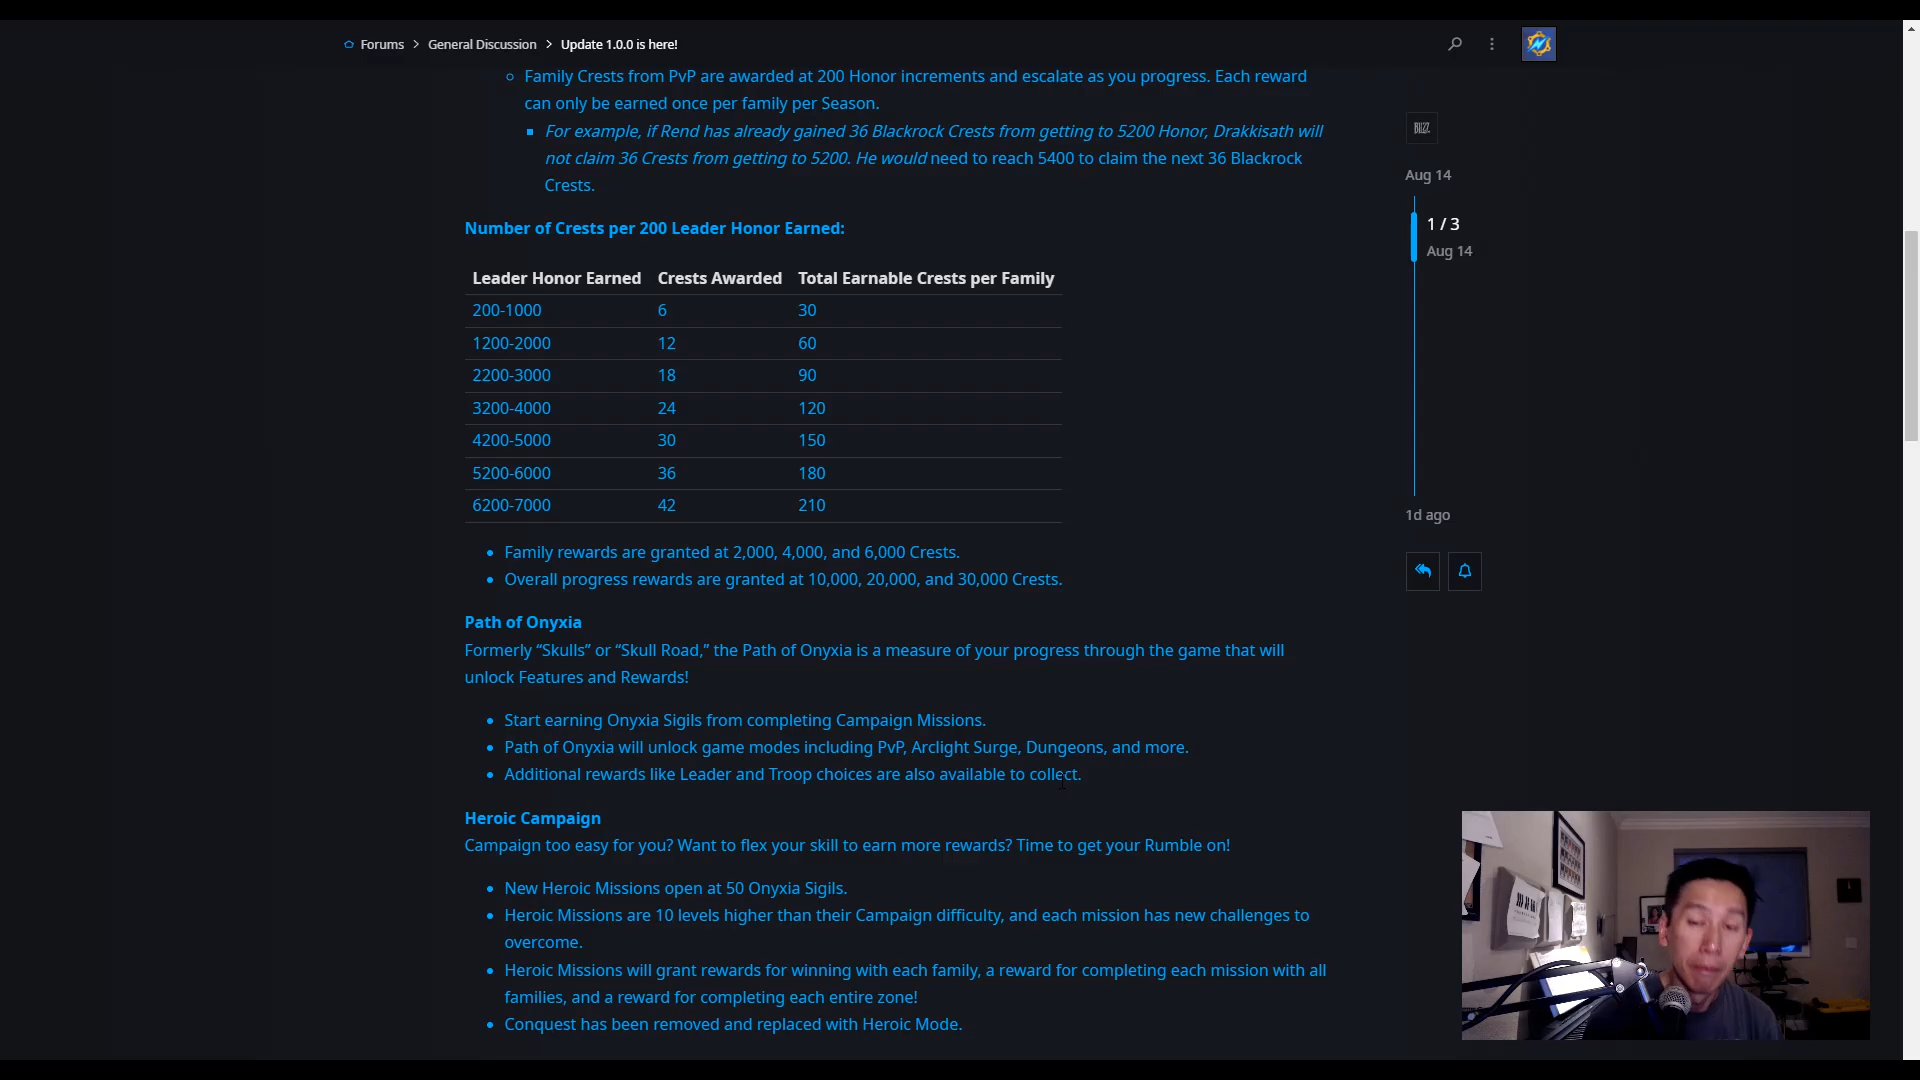 Forums > General Discussion > Update 1.0.0 is here!
Family Crests from PvP are awarded at 200 Honor increments and escalate as you progress. Each reward
can only be earned once per family per Season.
For example, if Rend has already gained 36 Blackrock Crests from getting to 5200 Honor, Drakkisath will
not claim 36 Crests from getting to 5200. He would need to reach 5400 to claim the next 36 Blackrock
Crests.
Number of Crests per 200 Leader Honor Earned:
Leader Honor Earned Crests Awarded Total Earnable Crests per Family
200-1000 6 30
1200-2000 12 60
2200-3000 18 90
3200-4000 24 120
4200-5000 30 150
5200-6000 36 180
6200-7000 42 210
Family rewards are granted at 2,000, 4,000, and 6,000 Crests.
Overall progress rewards are granted at 10,000, 20,000, and 30,000 Crests.
Path of Onyxia
Formerly “Skulls” or “Skull Road,” the Path of Onyxia is a measure of your progress through the game that will
unlock Features and Rewards!
Start earning Onyxia Sigils from completing Campaign Missions.
Path of Onyxia will unlock game modes including PvP, Arclight Surge, Dungeons, and more.
Additional rewards like Leader and Troop choices are also available to collect.
Heroic Campaign
Campaign too easy for you? Want to flex your skill to earn more rewards? Time to get your Rumble on!
New Heroic Missions open at 50 Onyxia Sigils.
Heroic Missions are 10 levels higher than their Campaign difficulty, and each mission has new challenges to
overcome.
Heroic Missions will grant rewards for winning with each family, a reward for completing each mission with all
families, and a reward for completing each entire zone!
Conquest has been removed and replaced with Heroic Mode.
BLIZZ
Aug 14
1 / 3
Aug 14
1d ago